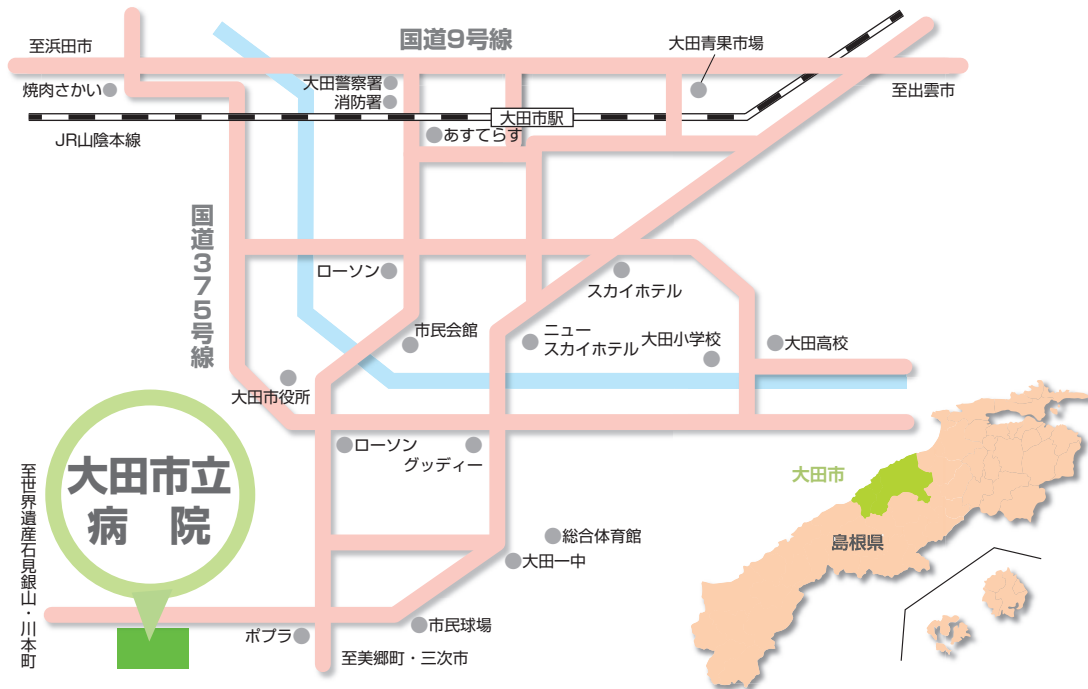 国道9号線
至浜田市
大田青果市場
焼肉さかい
大田警察署
消防署
至出雲市
大田市駅
JR山陰本線
あすてらす
国道375号線
ローソン
スカイホテル
市民会館
ニュー
スカイホテル
大田小学校
大田高校
大田市役所
ローソン
グッディー
大田市立
病 院
至世界遺産石見銀山・川本町
大田市
島根県
総合体育館
大田一中
ポプラ
市民球場
至美郷町・三次市